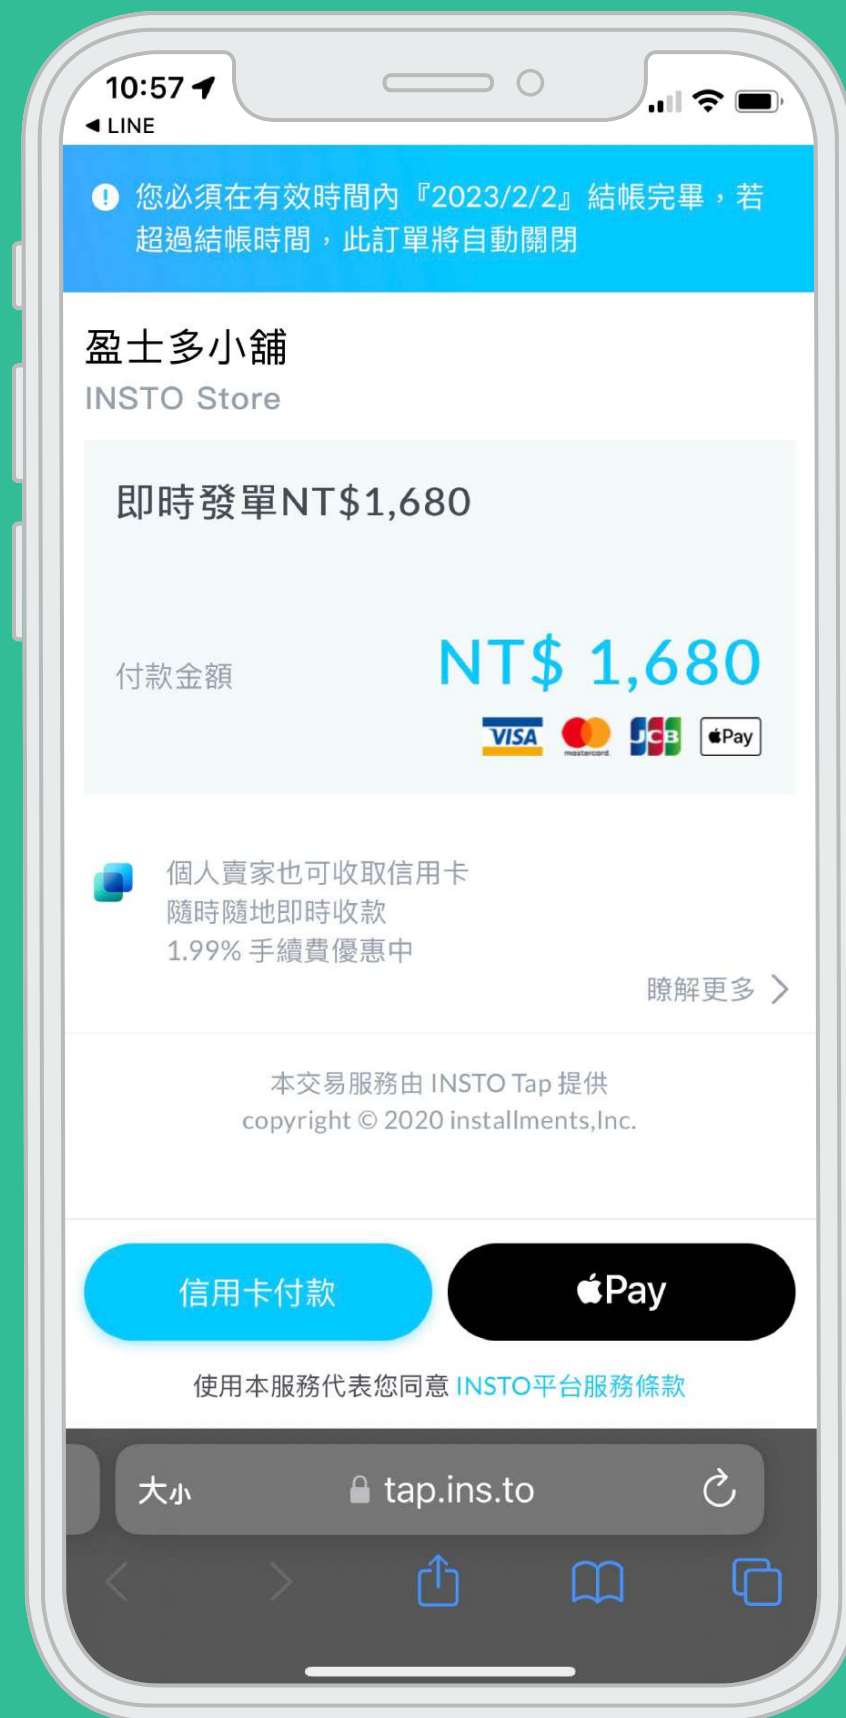 10:57
◀ LINE
您必須在有效時間內『2023/2/2』結帳完畢，若
超過結帳時間，此訂單將自動關閉
盈士多小舖
INSTO Store
即時發單NT$1,680
付款金額
NT$ 1,680
VISA
mastercard
JCB
Pay
個人賣家也可收取信用卡
隨時隨地即時收款
1.99% 手續費優惠中
瞭解更多
本交易服務由 INSTO Tap 提供
copyright © 2020 installments,Inc.
信用卡付款
Pay
使用本服務代表您同意 INSTO平台服務條款
大小
tap.ins.to